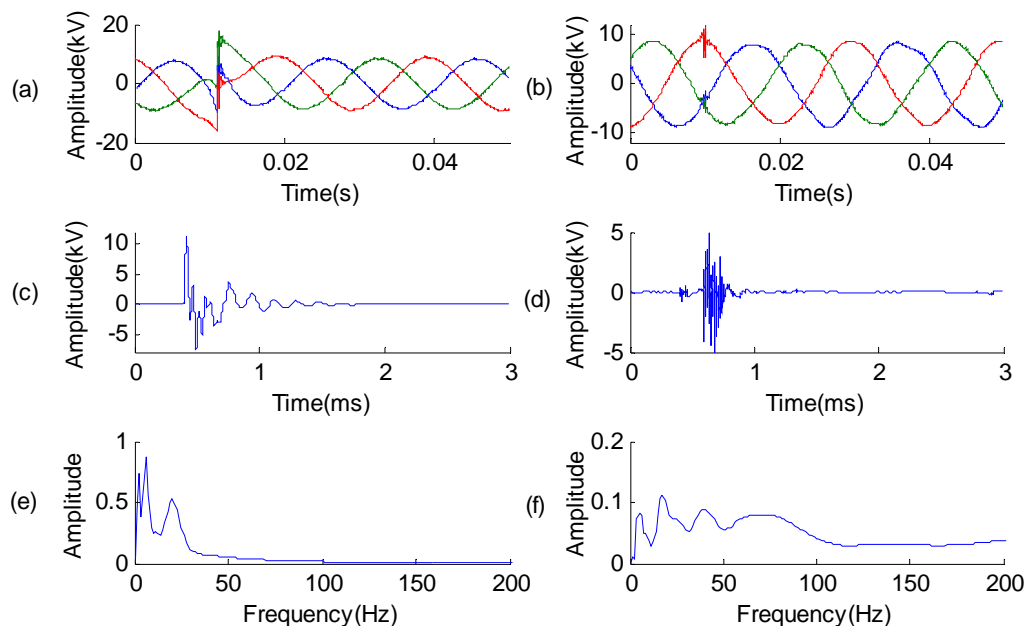 (a)
Amplitude(kV)
20
0
-20
0
0.02
0.04
Time(s)
(b)
Amplitude(kV)
10
0
-10
0
0.02
0.04
Time(s)
(c)
Amplitude(kV)
10
5
0
-5
0
1
2
3
Time(ms)
(d)
Amplitude(kV)
5
0
-5
0
1
2
3
Time(ms)
(e)
Amplitude
1
0.5
0
0
50
100
150
200
Frequency(Hz)
(f)
Amplitude
0.2
0.1
0
0
50
100
150
200
Frequency(Hz)